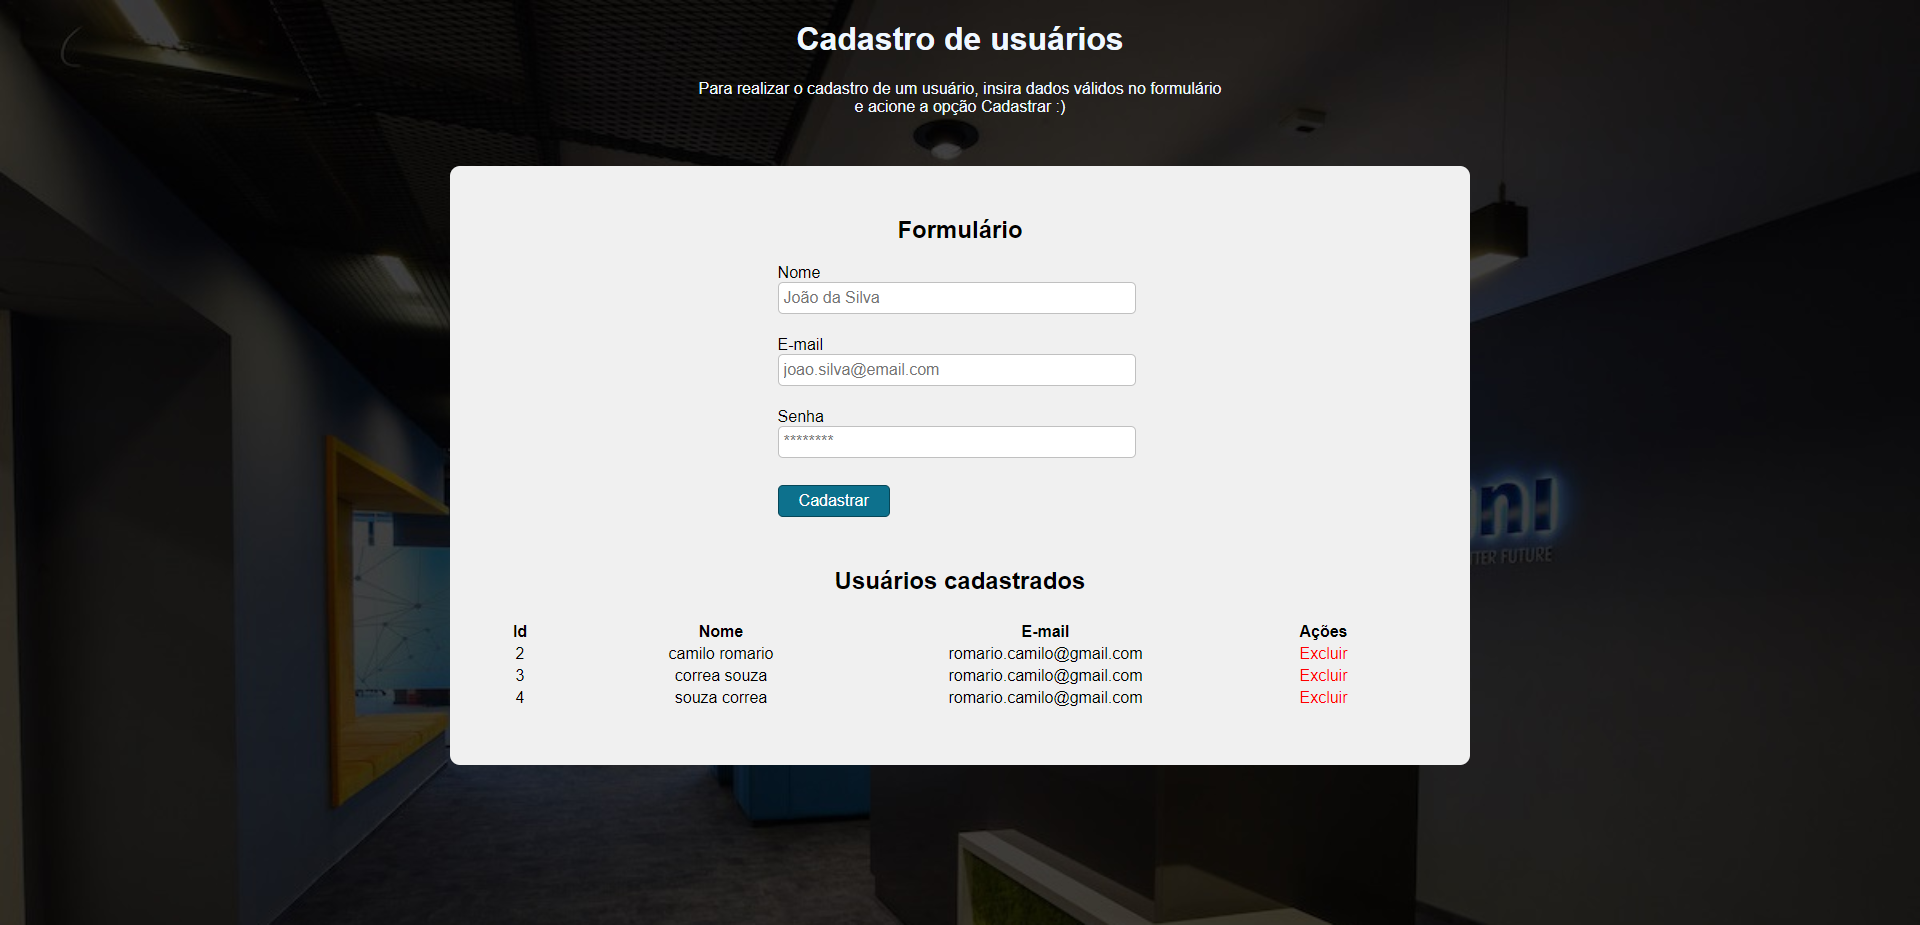 Cadastro de usuários
Para realizar o cadastro de um usuário, insira dados válidos no formulário
e acione a opção Cadastrar :)
Formulário
Nome
João da Silva
E-mail
joao.silva@email.com
Senha
********
Cadastrar
Usuários cadastrados
Id Nome E-mail Ações
2 camilo romario romario.camilo@gmail.com Excluir
3 correa souza romario.camilo@gmail.com Excluir
4 souza correa romario.camilo@gmail.com Excluir
FUTURE